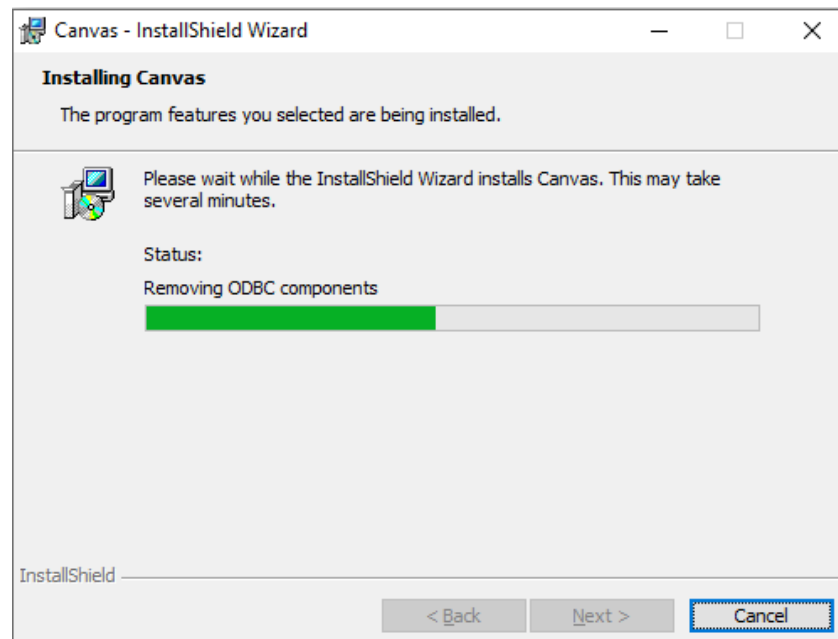 Canvas - InstallShield Wizard
Installing Canvas
The program features you selected are being installed.
Please wait while the InstallShield Wizard installs Canvas. This may take
several minutes.
Status:
Removing ODBC components
InstallShield
< Back
Next >
Cancel